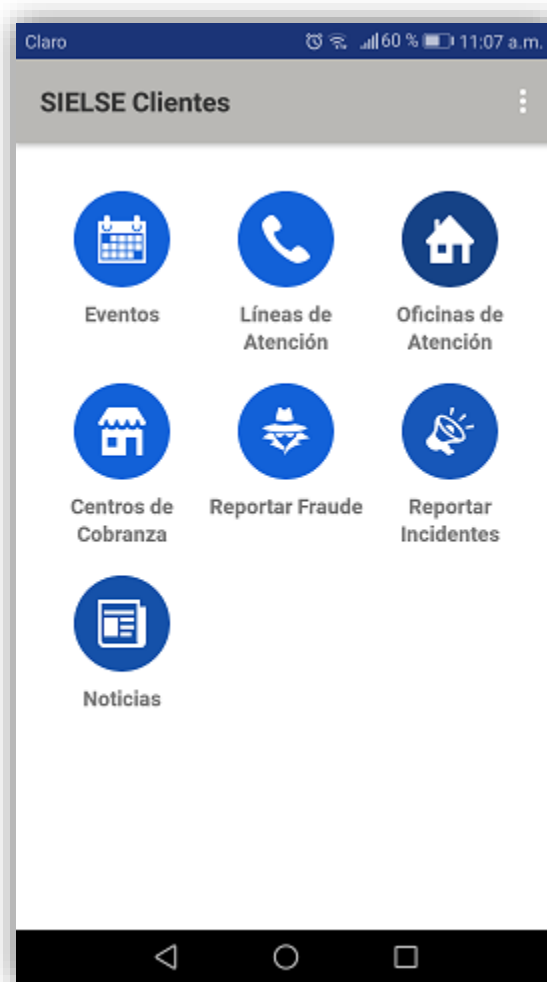 Claro 60 % 11:07 a.m.
SIELSE Clientes
Eventos
Líneas de
Atención
Oficinas de
Atención
Centros de
Cobranza
Reportar Fraude
Reportar
Incidentes
Noticias